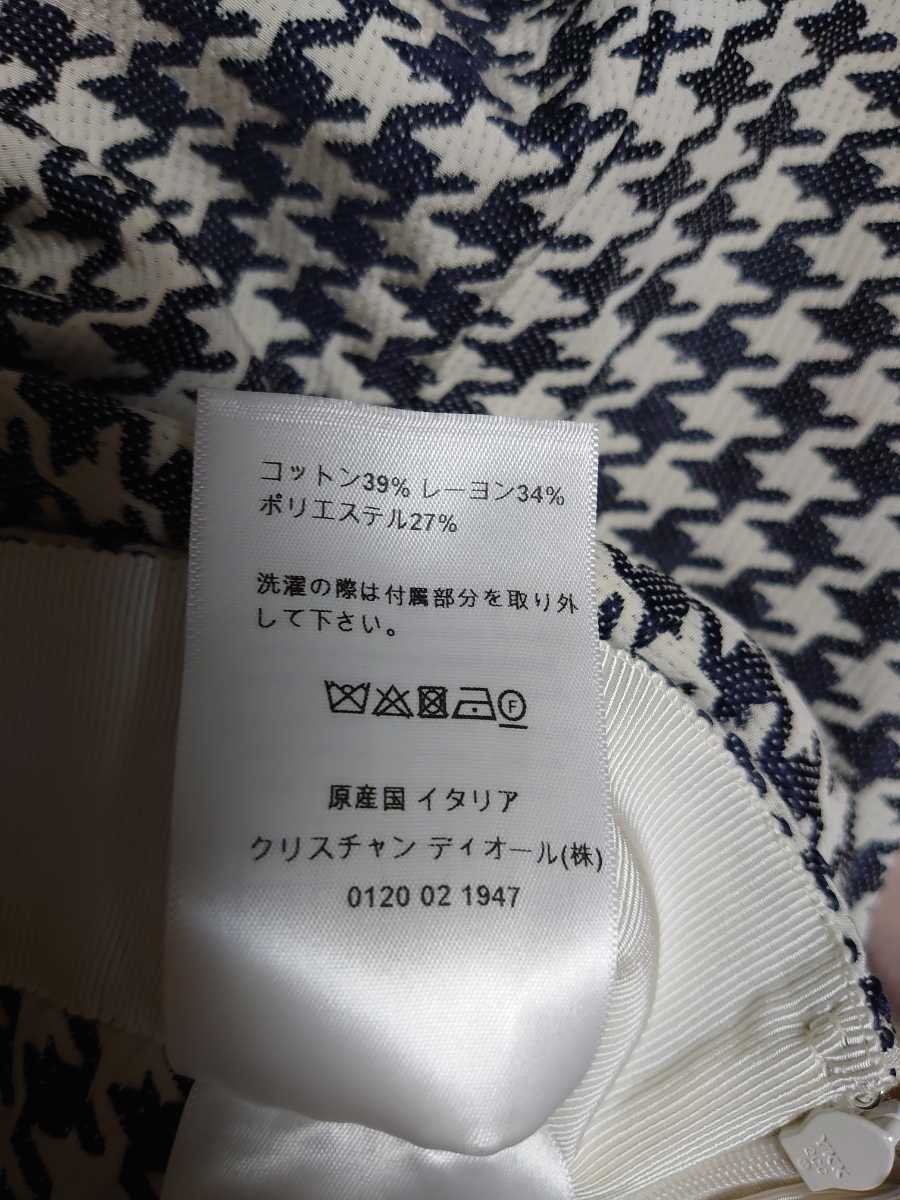 コットン39% レーヨン34%
ポリエステル27%
洗濯の際は付属部分を取り外
して下さい。
F
原産国 イタリア
クリスチャン ディオール(株)
0120 02 1947